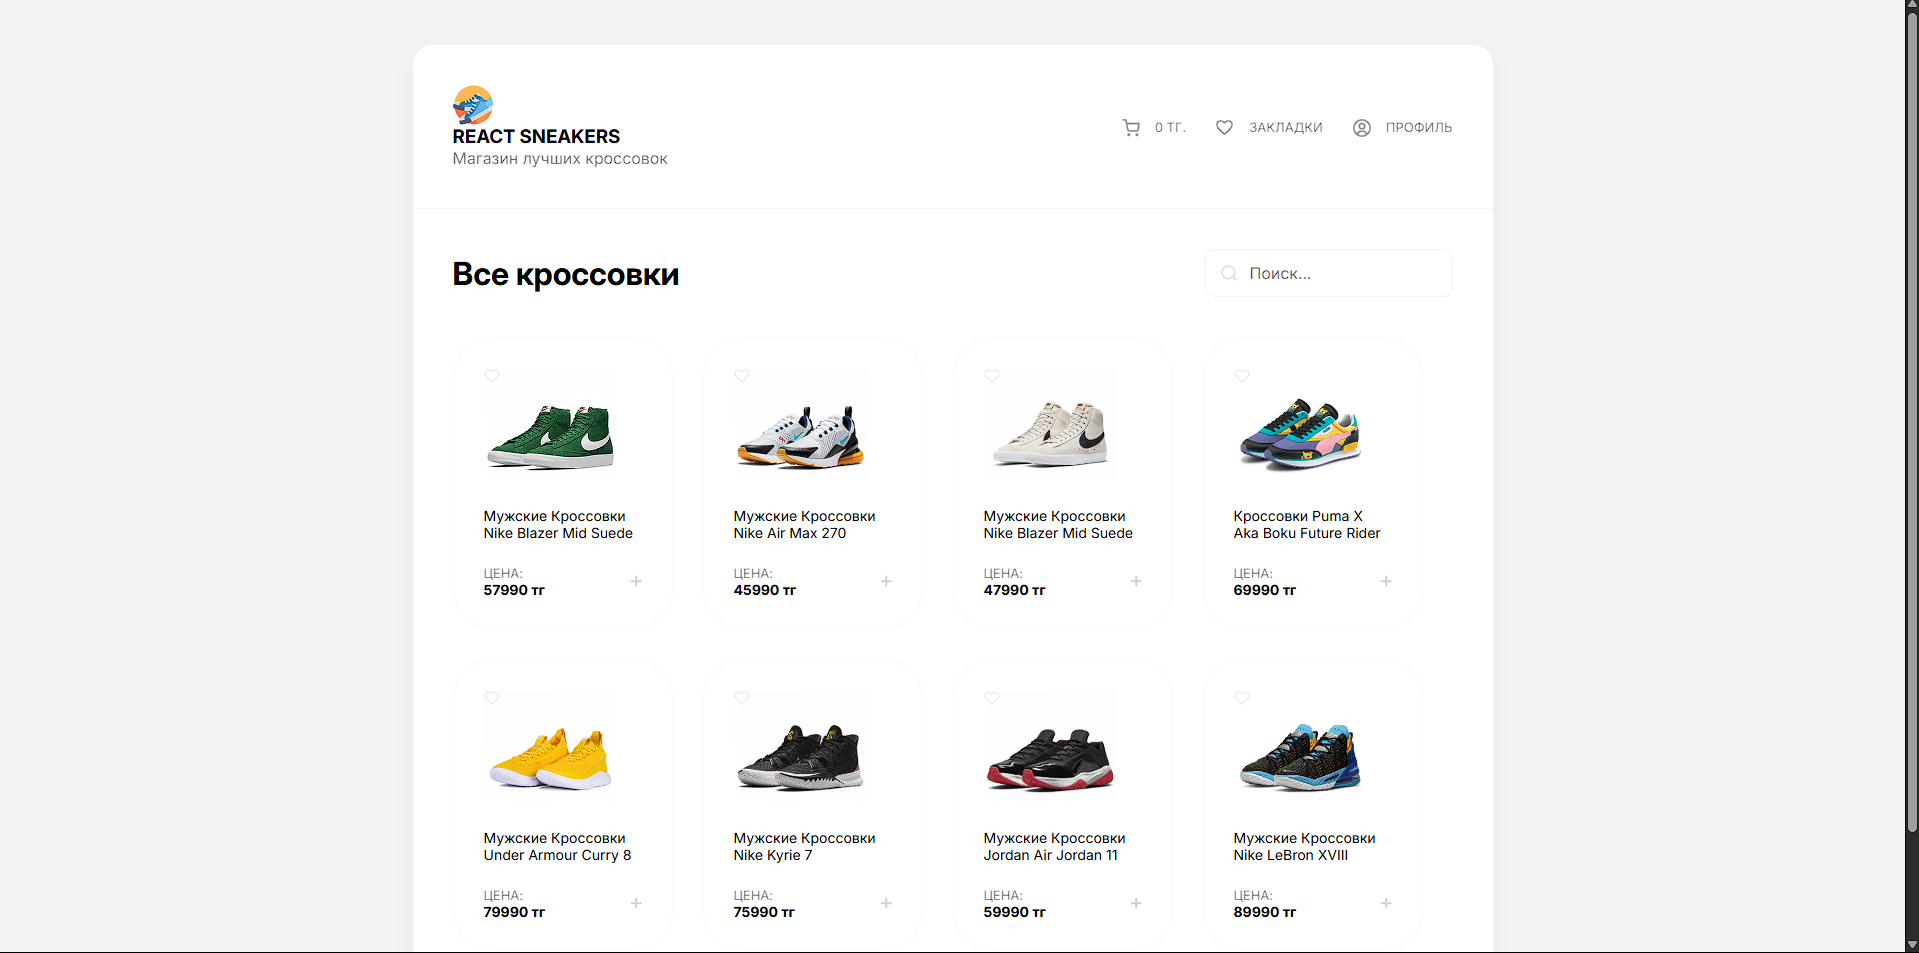 REACT SNEAKERS
Магазин лучших кроссовок
0 ТГ.
ЗАКЛАДКИ
ПРОФИЛЬ
Все кроссовки
Поиск...
Мужские Кроссовки
Nike Blazer Mid Suede
ЦЕНА:
57990 тг
Мужские Кроссовки
Nike Air Max 270
ЦЕНА:
45990 тг
Мужские Кроссовки
Nike Blazer Mid Suede
ЦЕНА:
47990 тг
Кроссовки Puma X
Aka Boku Future Rider
ЦЕНА:
69990 тг
Мужские Кроссовки
Under Armour Curry 8
ЦЕНА:
79990 тг
Мужские Кроссовки
Nike Kyrie 7
ЦЕНА:
75990 тг
Мужские Кроссовки
Jordan Air Jordan 11
ЦЕНА:
59990 тг
Мужские Кроссовки
Nike LeBron XVIII
ЦЕНА:
89990 тг